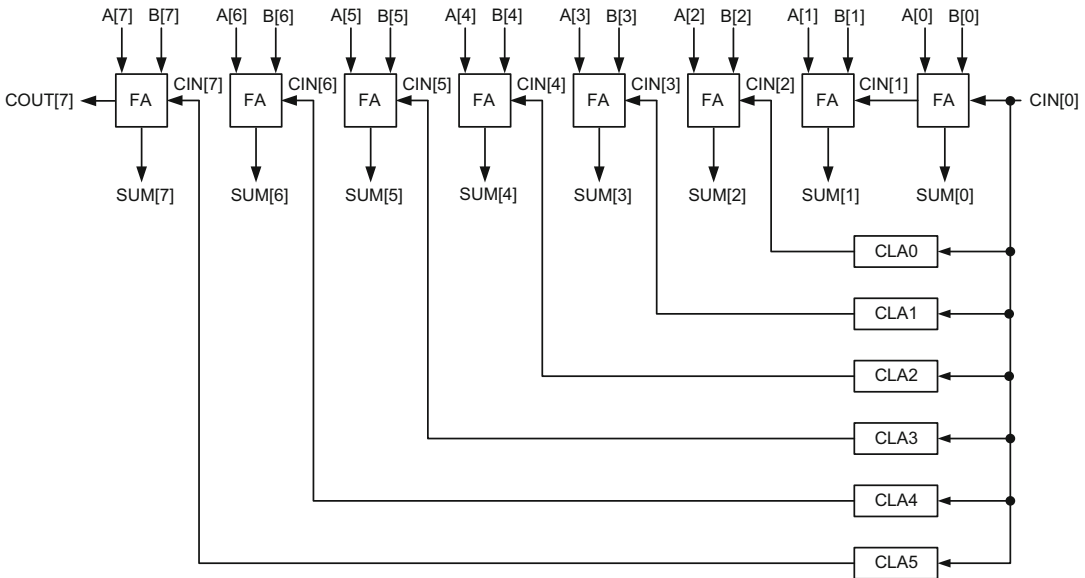 A[7] B[7] A[6] B[6] A[5] B[5] A[4] B[4] A[3] B[3] A[2] B[2] A[1] B[1] A[0] B[0]
COUT[7] FA CIN[7] FA CIN[6] FA CIN[5] FA CIN[4] FA CIN[3] FA CIN[2] FA CIN[1] FA CIN[0]
SUM[7] SUM[6] SUM[5] SUM[4] SUM[3] SUM[2] SUM[1] SUM[0]
CLA0
CLA1
CLA2
CLA3
CLA4
CLA5